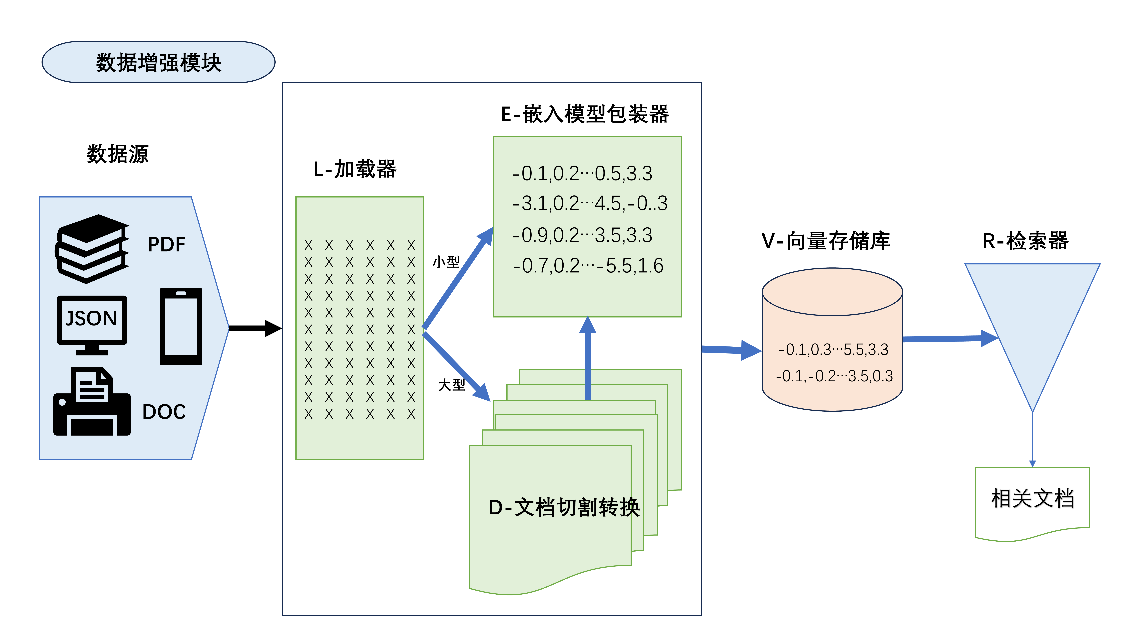 数据增强模块
数据源
PDF
JSON
DOC
L-加载器
X X X X X X
X X X X X X
X X X X X X
X X X X X X
X X X X X X
X X X X X X
X X X X X X
X X X X X X
X X X X X X
X X X X X X
X X X X X X
小型
大型
E-嵌入模型包装器
-0.1,0.2···0.5,3.3
-3.1,0.2···4.5,-0..3
-0.9,0.2···3.5,3.3
-0.7,0.2···-5.5,1.6
D-文档切割转换
V-向量存储库
-0.1,0.3···5.5,3.3
-0.1,-0.2···3.5,0.3
R-检索器
相关文档